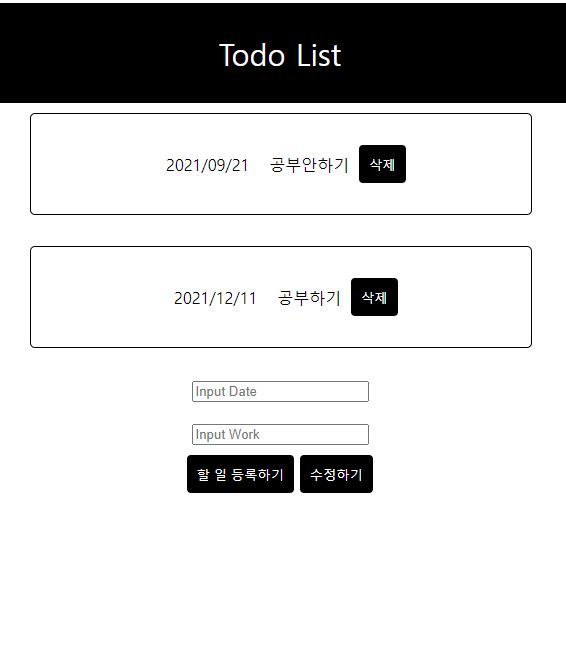 Todo List
2021/09/21 공부안하기 삭제
2021/12/11 공부하기 삭제
Input Date
Input Work
할 일 등록하기 수정하기